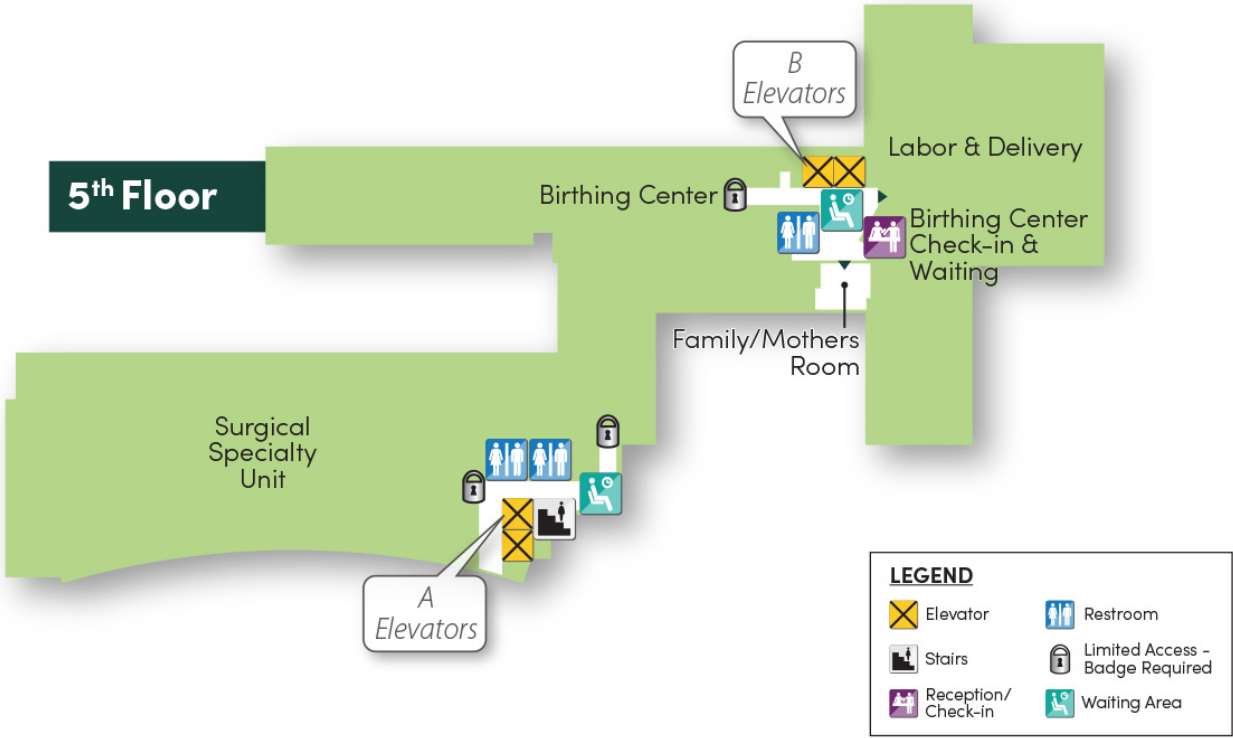 B
Elevators
Labor & Delivery
5th Floor
Birthing Center
Birthing Center
Check-in &
Waiting
Family/Mothers
Room
Surgical
Specialty
Unit
A
Elevators
LEGEND
Elevator
Restroom
Stairs
Limited Access -
Badge Required
Reception/
Check-in
Waiting Area